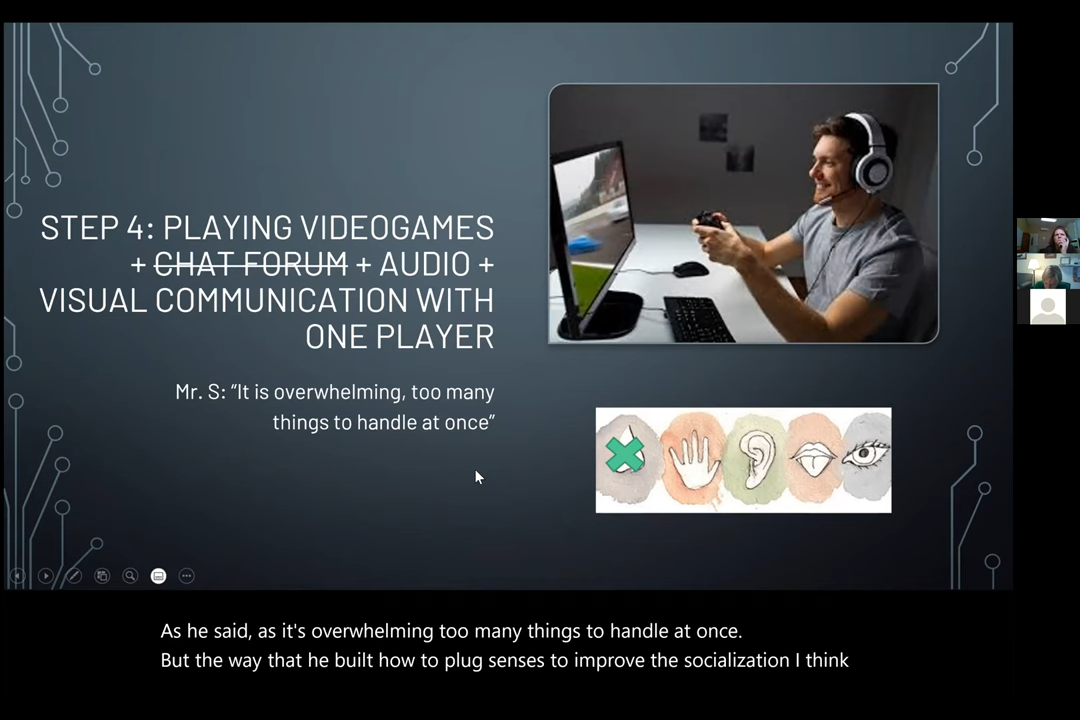 STEP 4: PLAYING VIDEOGAMES
+ CHAT FORUM + AUDIO +
VISUAL COMMUNICATION WITH
ONE PLAYER
Mr. S: “It is overwhelming, too many
things to handle at once”
As he said, as it's overwhelming too many things to handle at once.
But the way that he built how to plug senses to improve the socialization I think